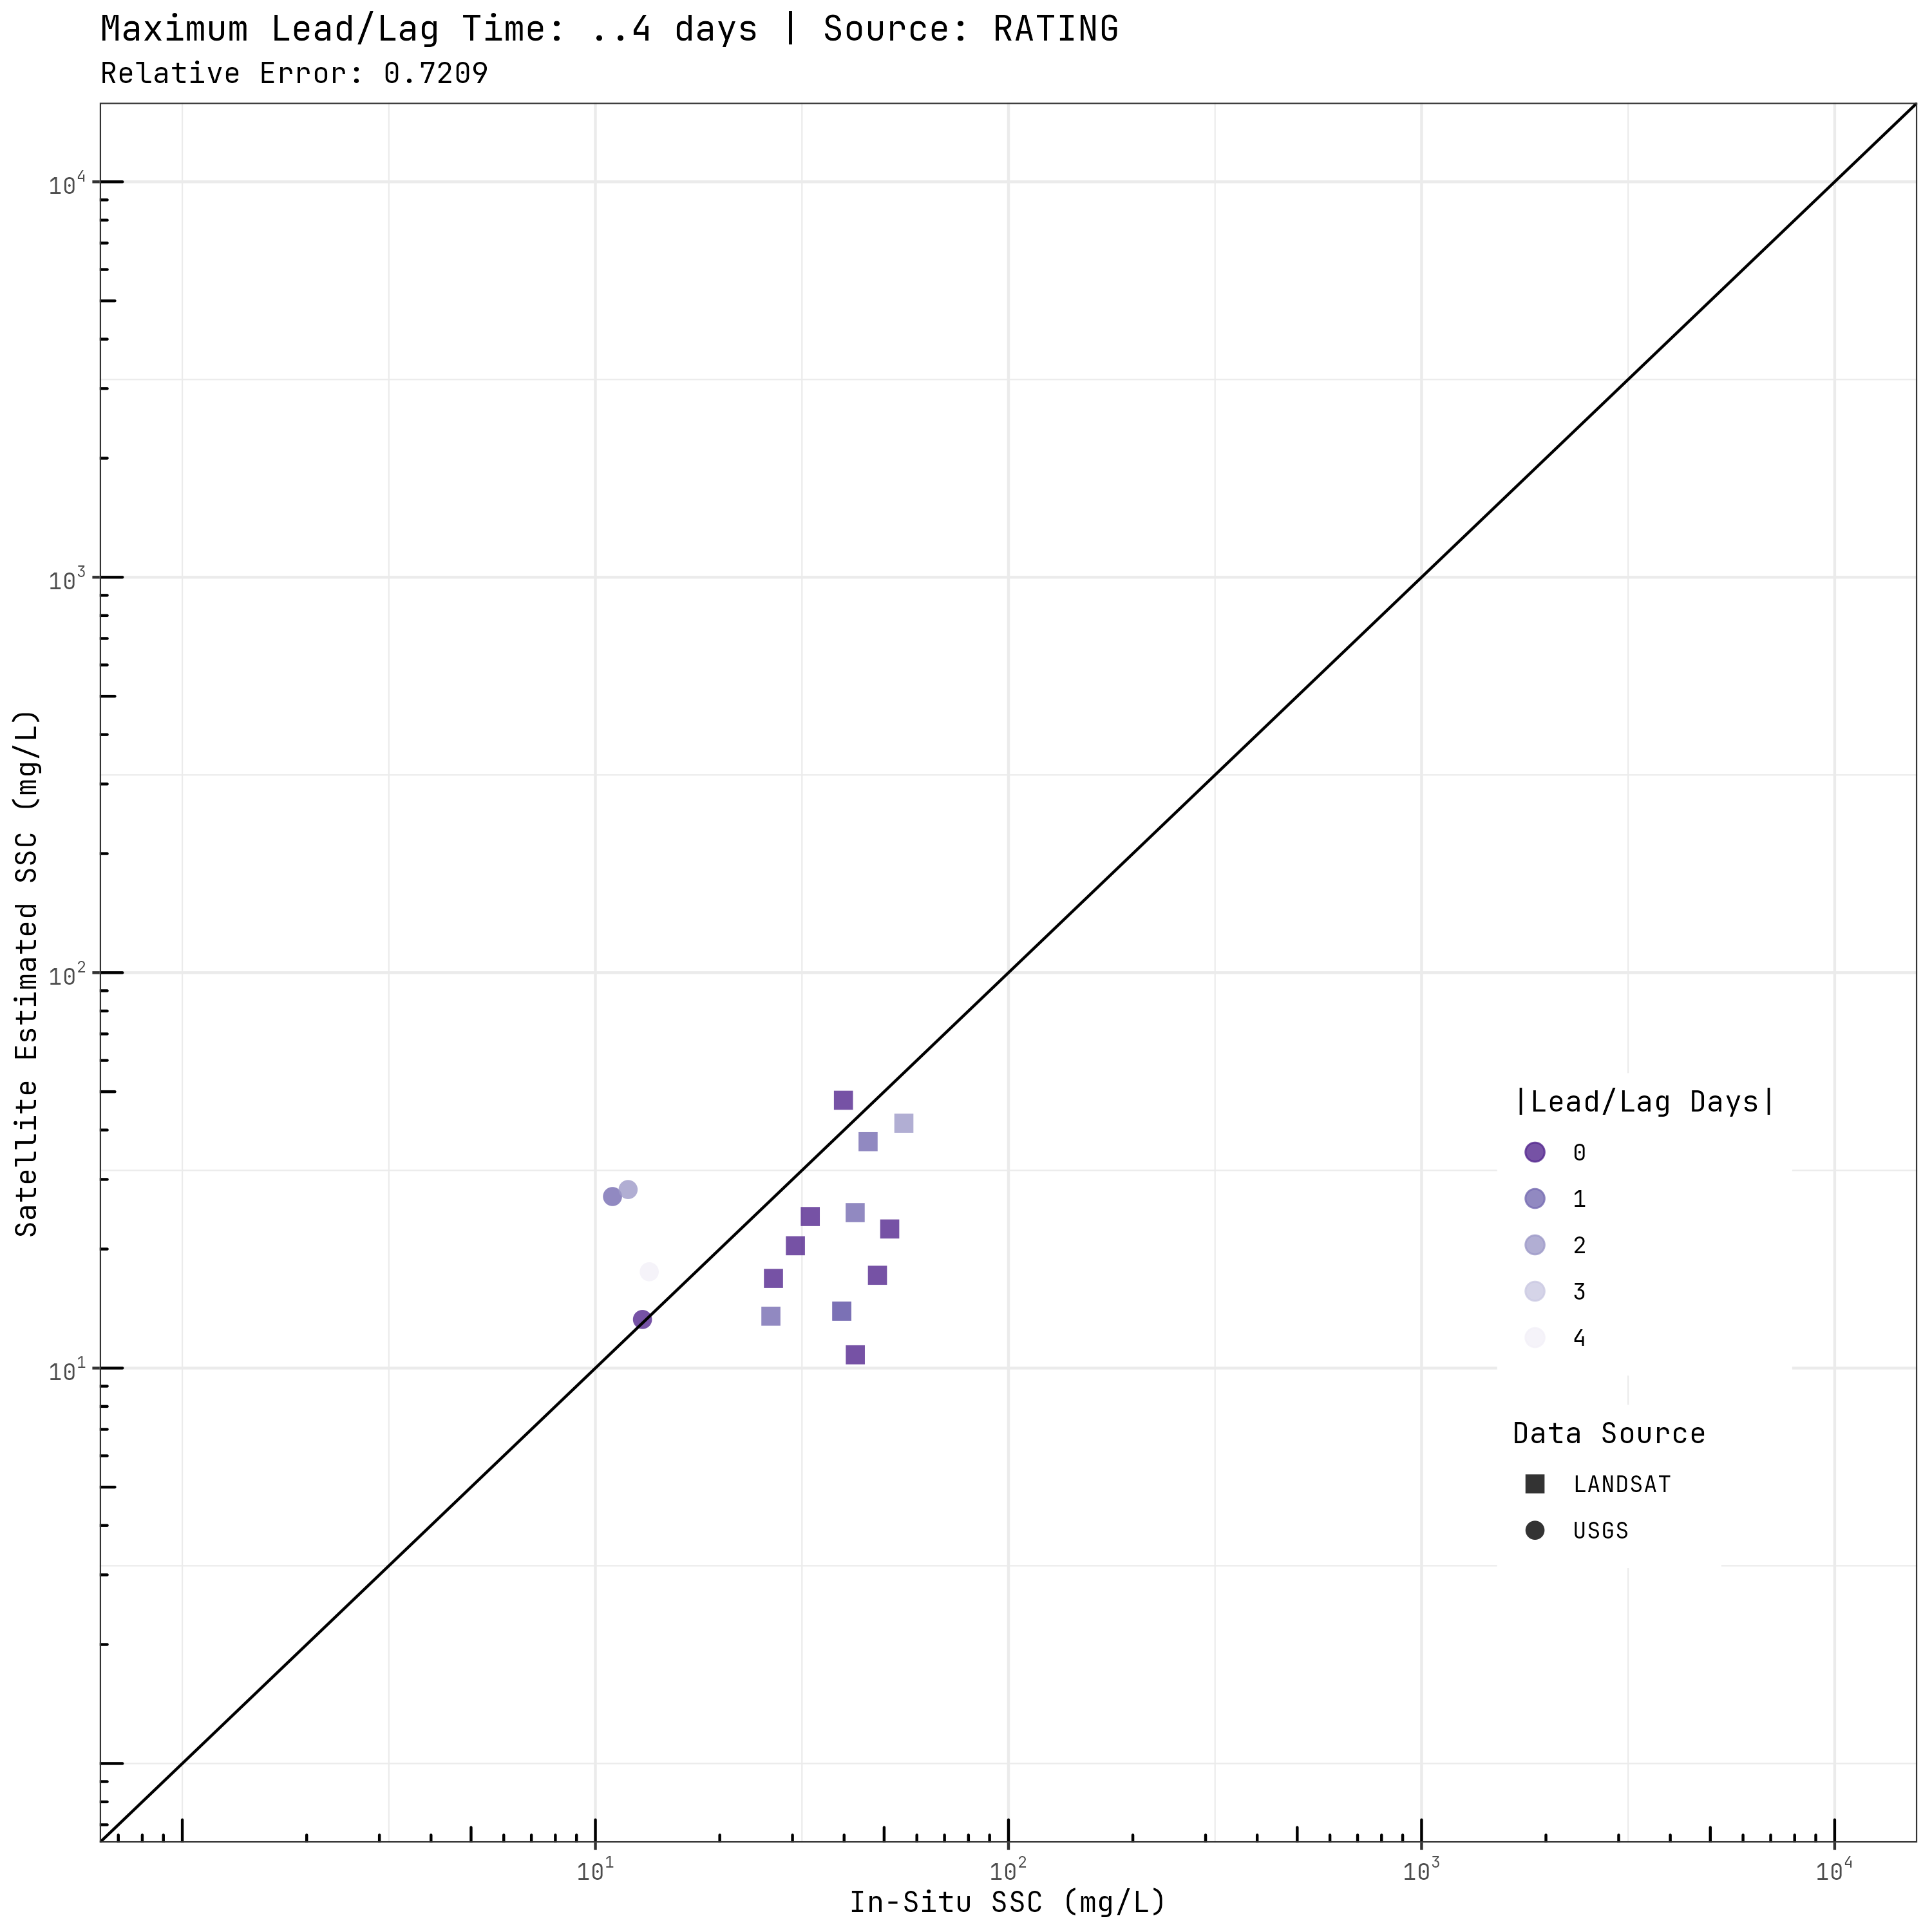 Maximum Lead/Lag Time: ..4 days | Source: RATING
Relative Error: 0.7209
10⁴
10³
10²
10¹
Satellite Estimated SSC (mg/L)
|Lead/Lag Days|
0
1
2
3
4
Data Source
LANDSAT
USGS
10¹ 10² 10³ 10⁴
In-Situ SSC (mg/L)